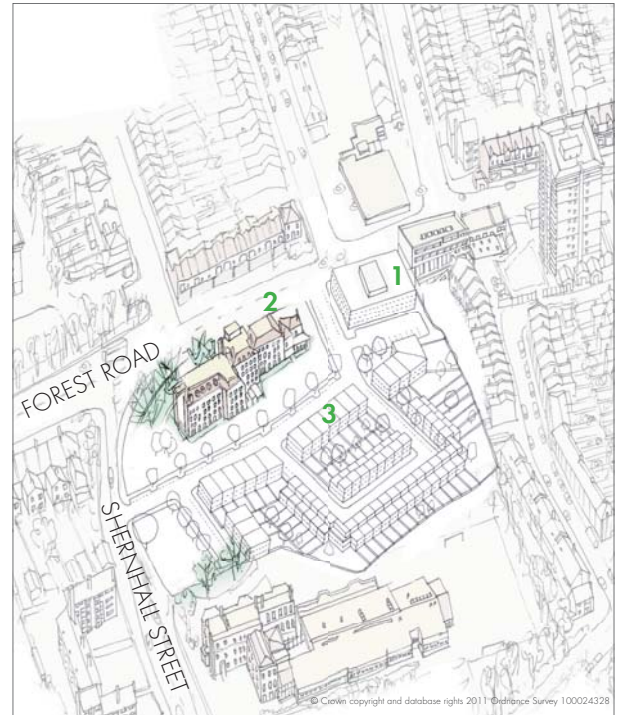 1
2
FOREST ROAD
3
SHERNHALL STREET
© Crown copyright and database rights 2011 Ordnance Survey 100024328